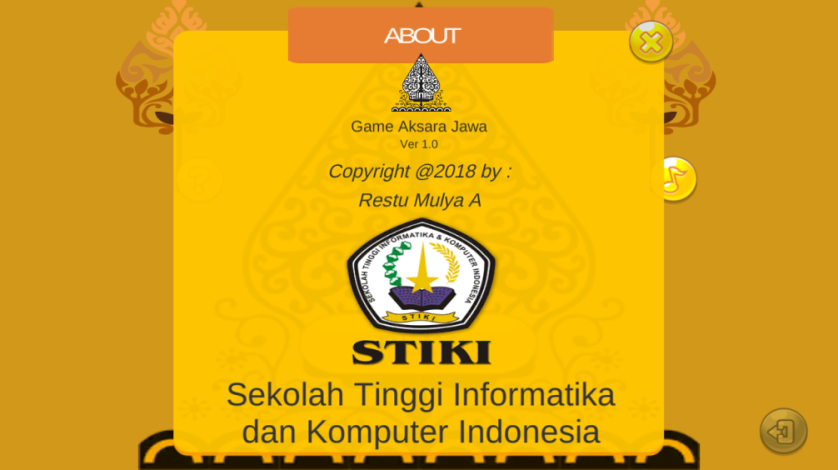 ABOUT
Game Aksara Jawa
Ver 1.0
Copyright @2018 by :
Restu Mulya A
SEKOLAH TINGGI INFORMATIKA & KOMPUTER INDONESIA
STIKI
STIKI
Sekolah Tinggi Informatika
dan Komputer Indonesia